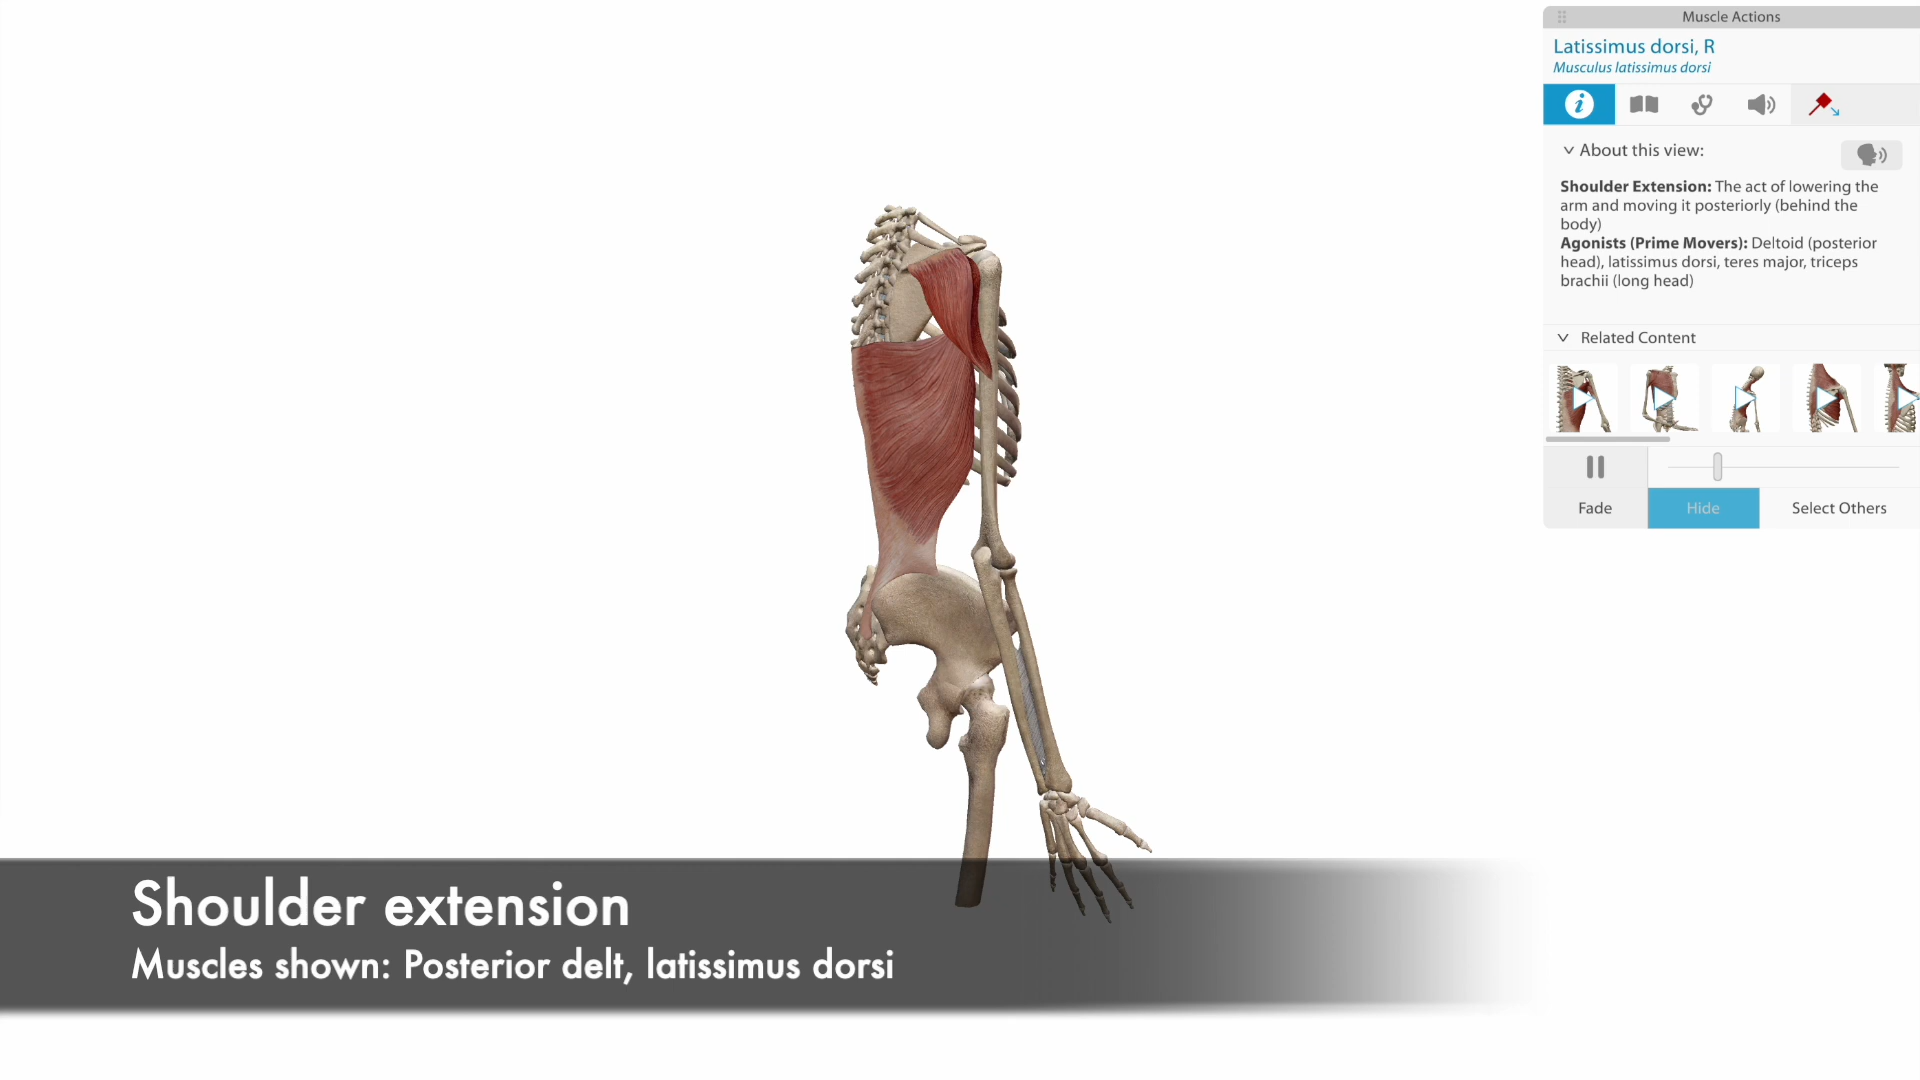 Muscle Actions
Latissimus dorsi, R
Musculus latissimus dorsi
About this view:
Shoulder Extension: The act of lowering the
arm and moving it posteriorly (behind the
body)
Agonists (Prime Movers): Deltoid (posterior
head), latissimus dorsi, teres major, triceps
brachii (long head)
Related Content
Fade
Hide
Select Others
Shoulder extension
Muscles shown: Posterior delt, latissimus dorsi